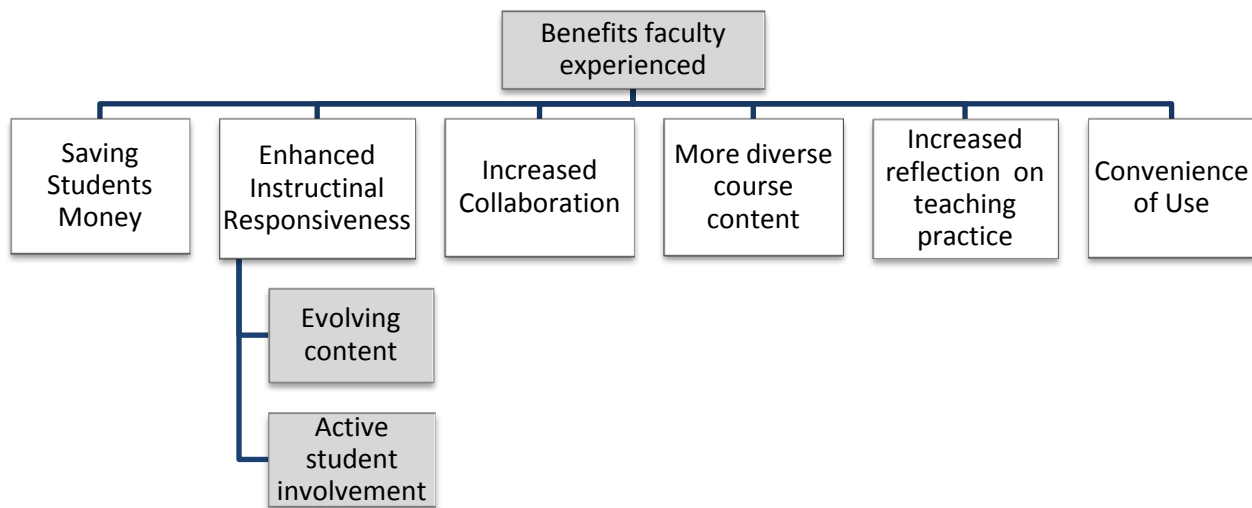 Benefits faculty
experienced
Saving
Students
Money
Enhanced
Instructinal
Responsiveness
Increased
Collaboration
More diverse
course
content
Increased
reflection on
teaching
practice
Convenience
of Use
Evolving
content
Active
student
involvement